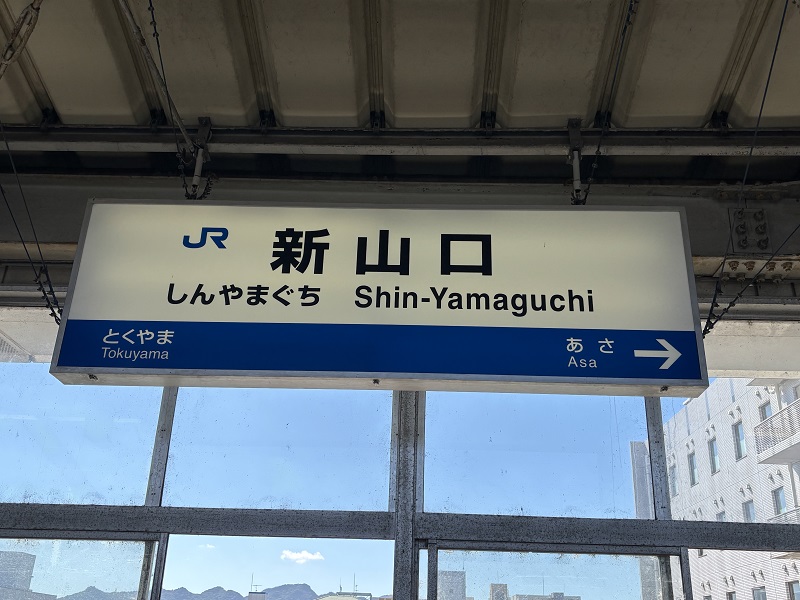 JR 新山口
しんやまぐち Shin-Yamaguchi
とくやま
Tokuyama
あさ →
Asa